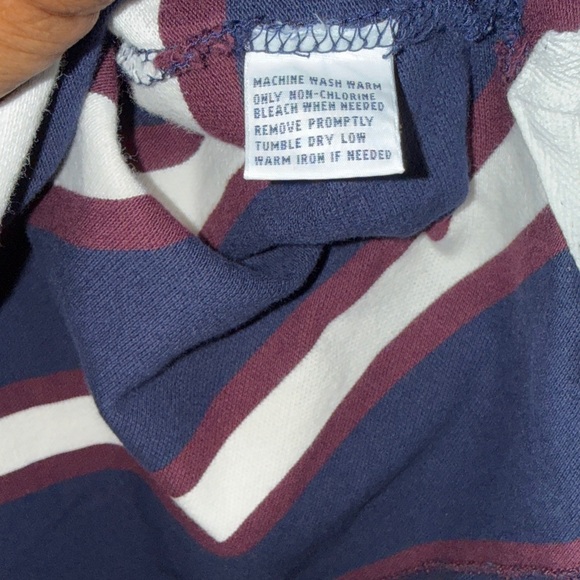 MACHINE WASH WARM
ONLY NON-CHLORINE
BLEACH WHEN NEEDED
REMOVE PROMPTLY
TUMBLE DRY LOW
WARM IRON IF NEEDED